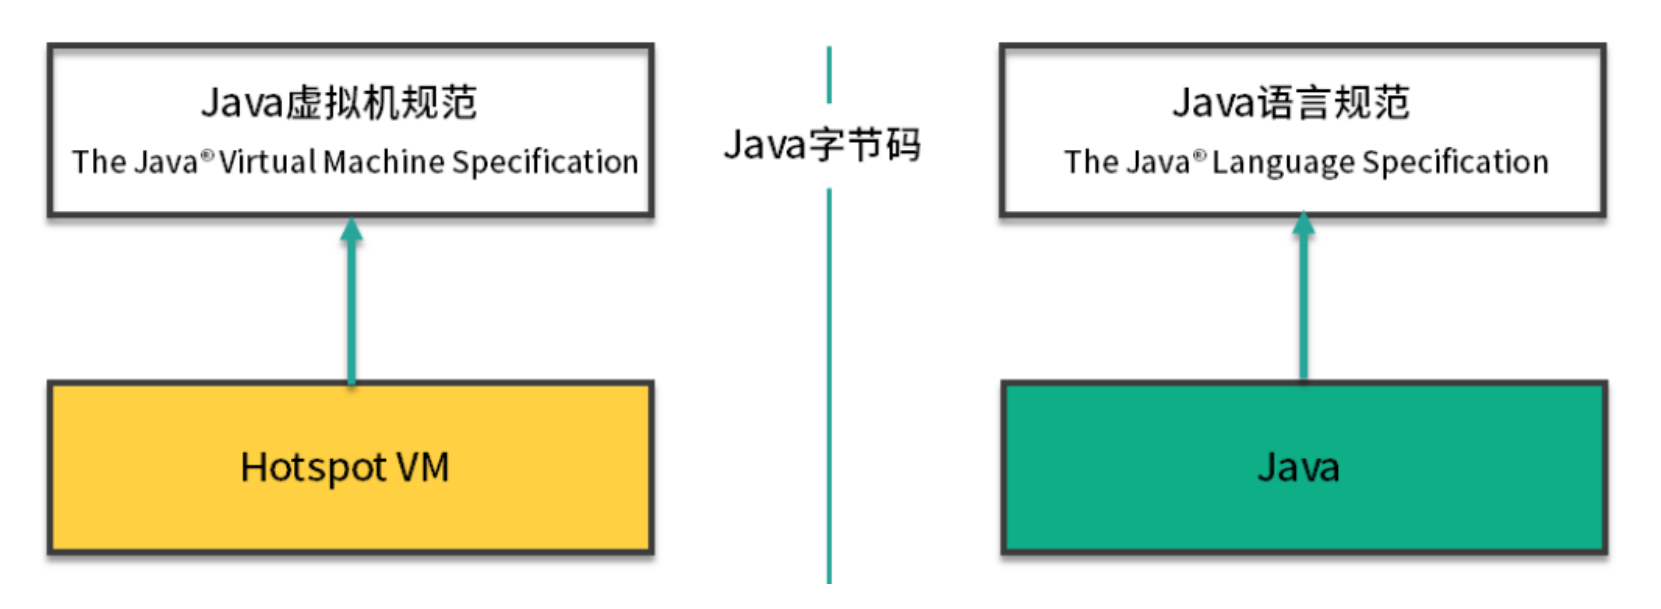 Java虚拟机规范
The Java® Virtual Machine Specification
Hotspot VM
Java字节码
Java语言规范
The Java® Language Specification
Java